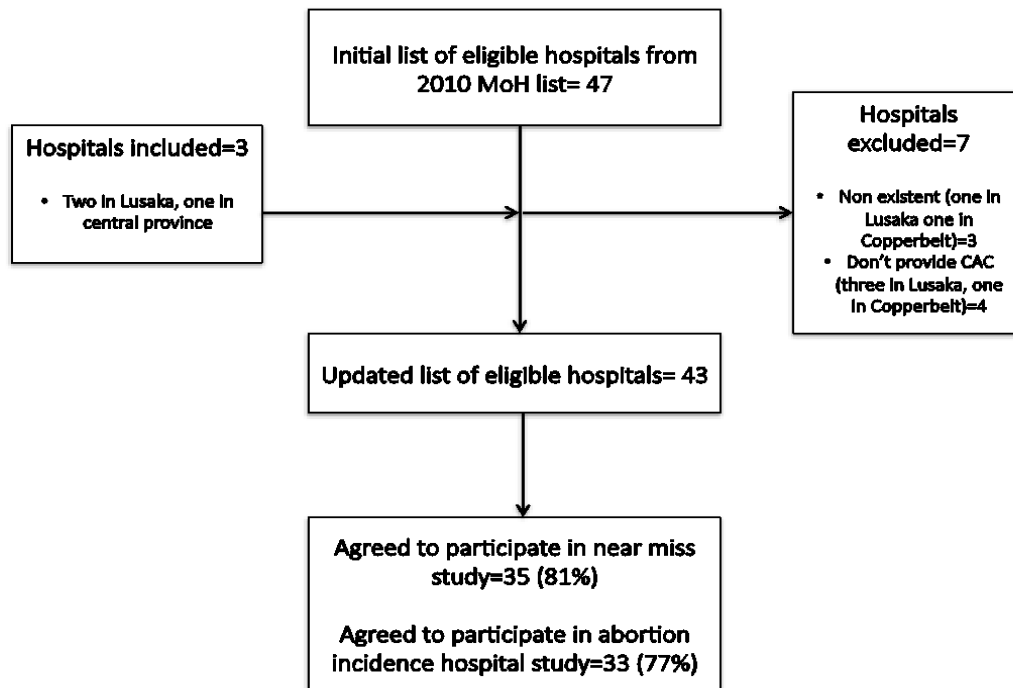 Initial list of eligible hospitals from
2010 MoH list= 47
Hospitals included=3
• Two in Lusaka, one in
central province
Hospitals
excluded=7
• Non existent (one in
Lusaka one in
Copperbelt)=3
• Don't provide CAC
(three in Lusaka, one
in Copperbelt)=4
Updated list of eligible hospitals= 43
Agreed to participate in near miss
study=35 (81%)
Agreed to participate in abortion
incidence hospital study=33 (77%)